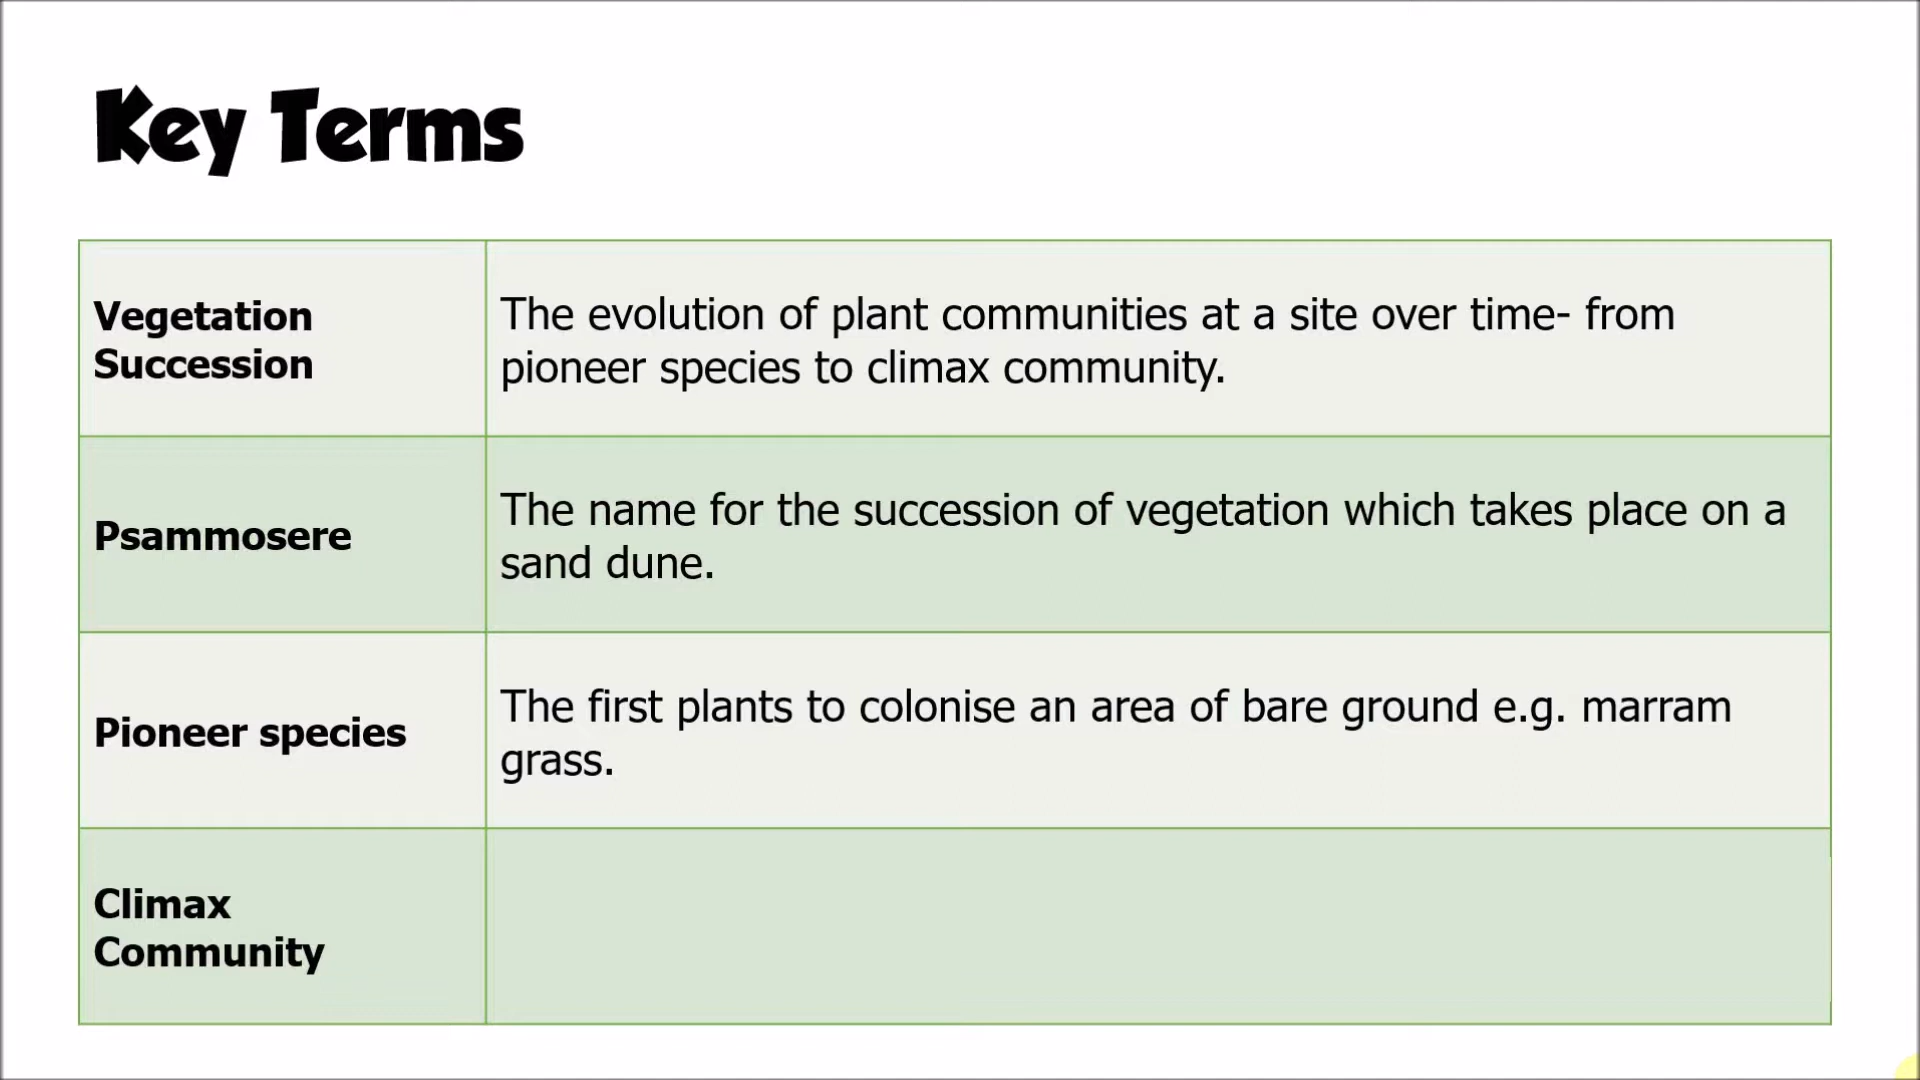 Key Terms
Vegetation
Succession
The evolution of plant communities at a site over time- from
pioneer species to climax community.
Psammosere
The name for the succession of vegetation which takes place on a
sand dune.
Pioneer species
The first plants to colonise an area of bare ground e.g. marram
grass.
Climax
Community